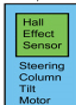 Hall
Effect
Sensor
Steering
Column
Tilt
Motor